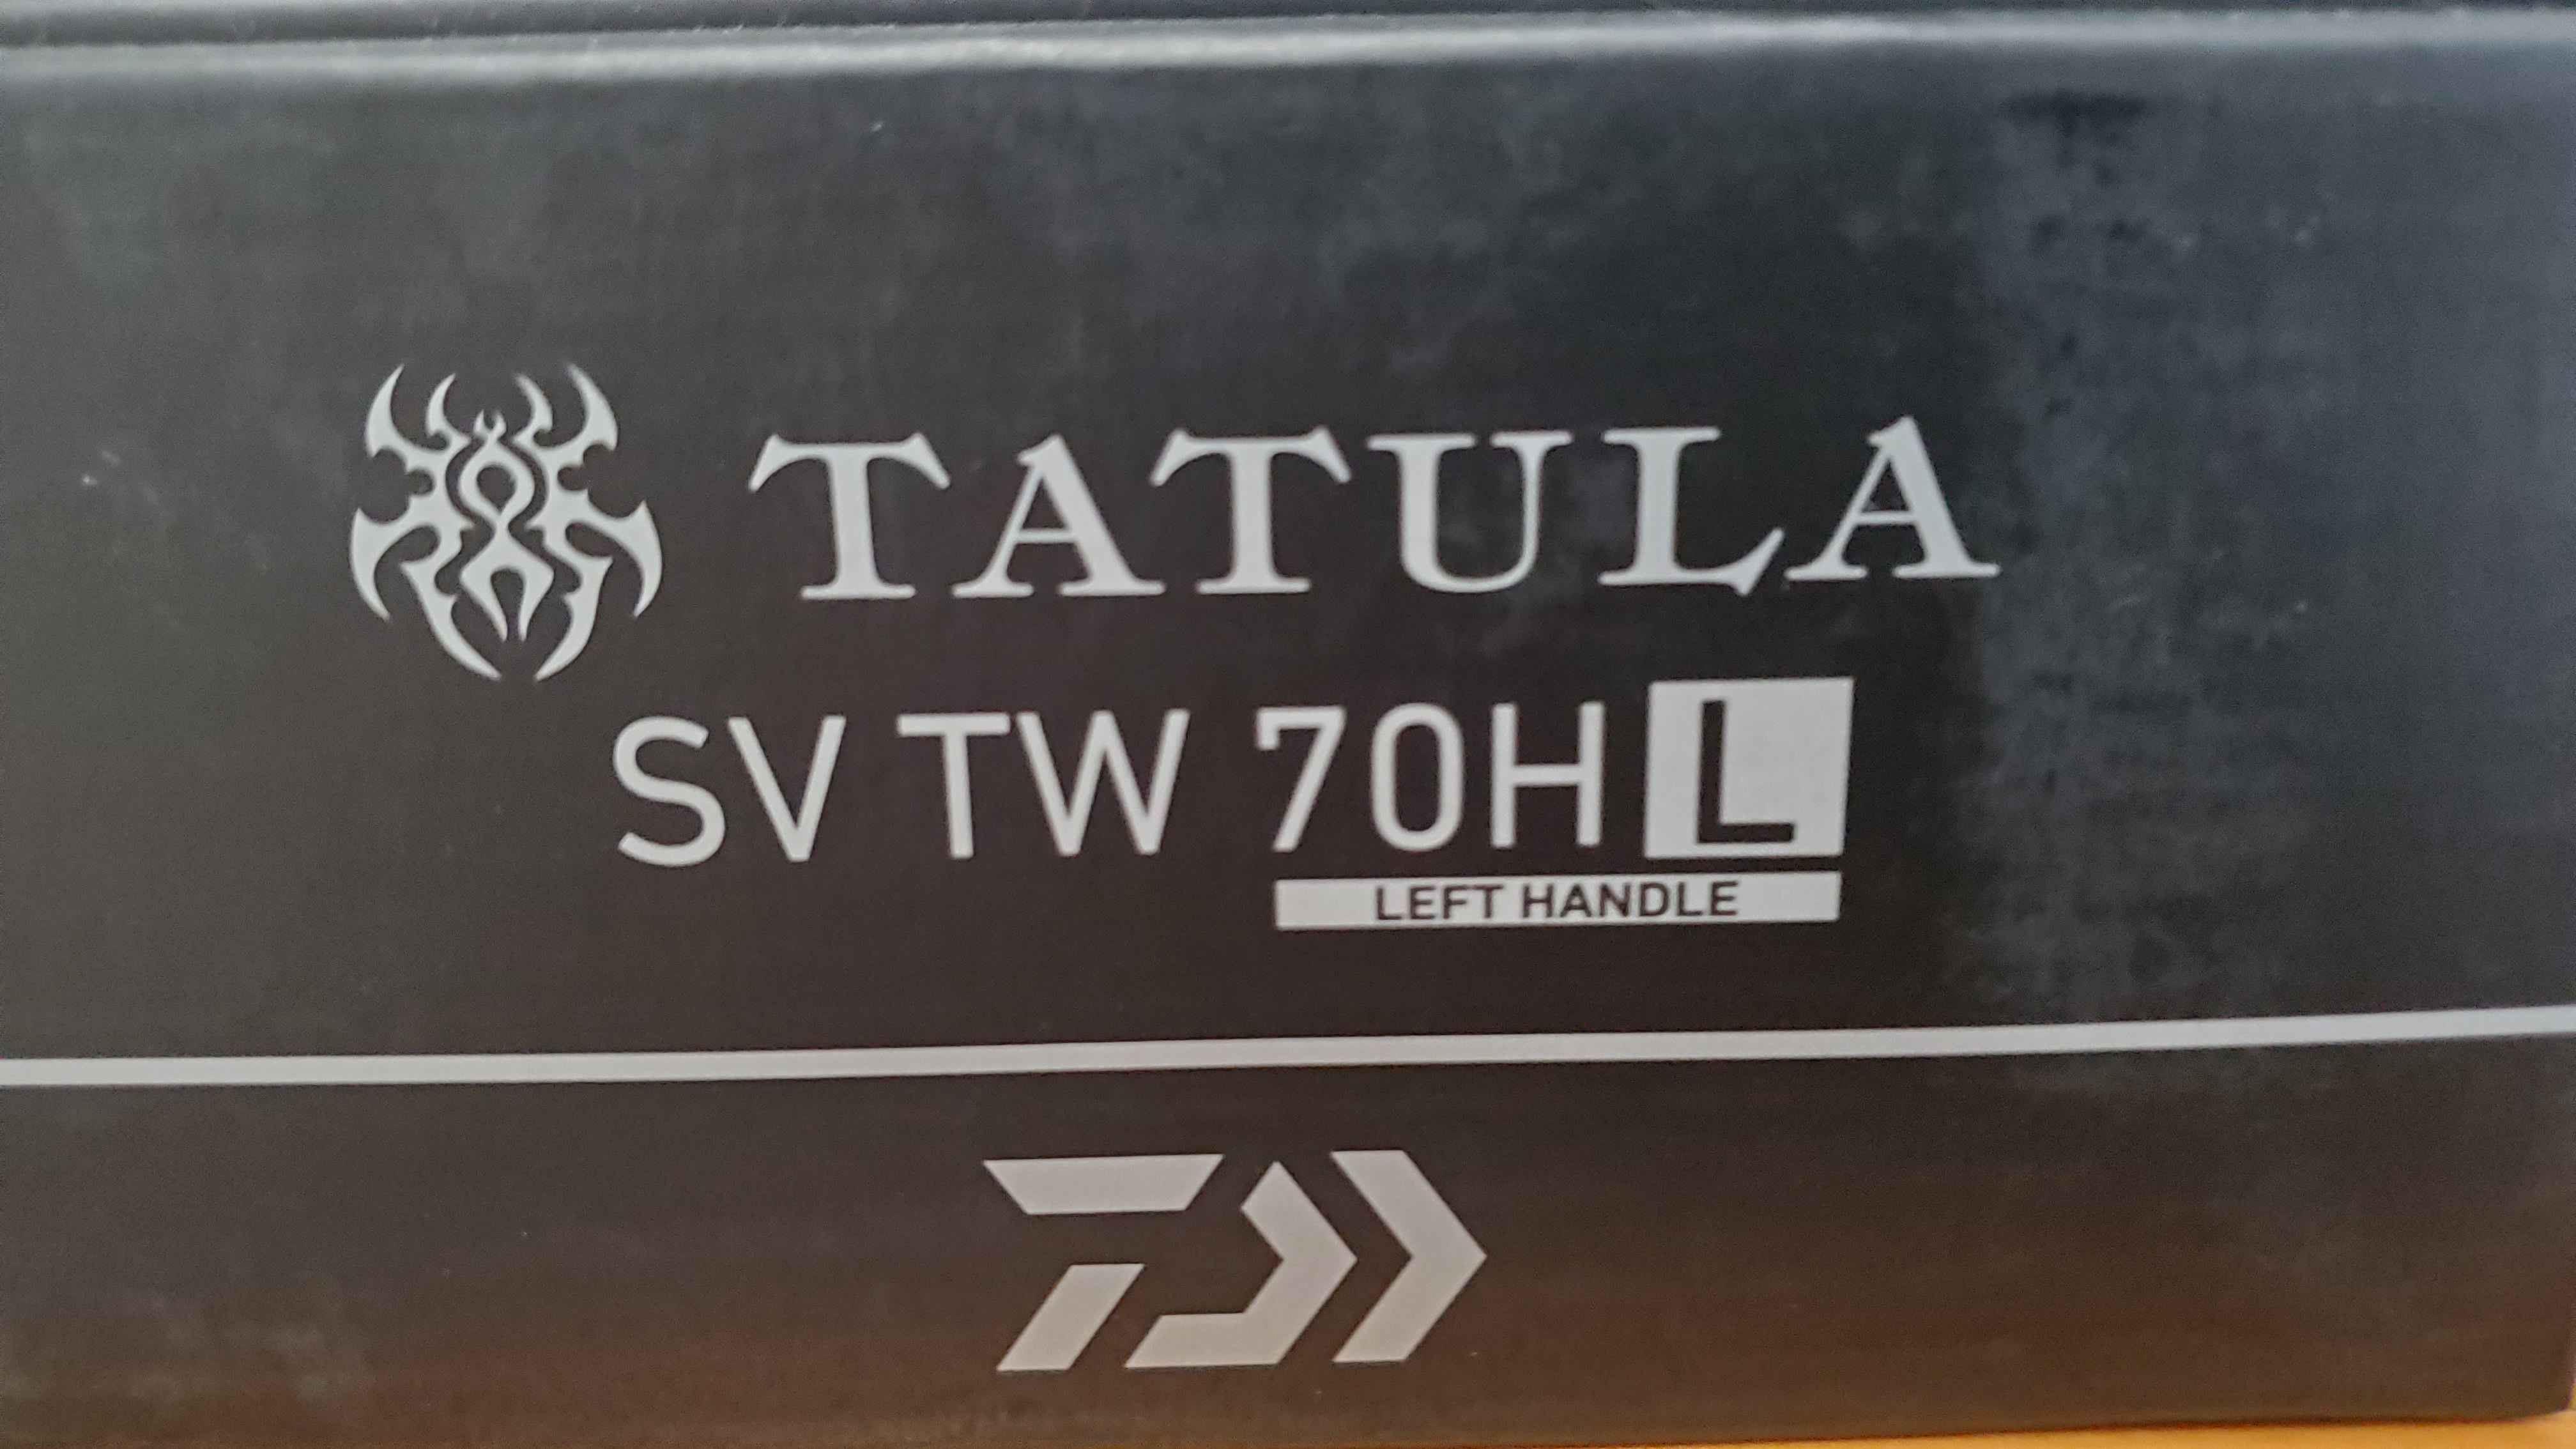 TATULA
SV TW 70HL
LEFT HANDLE